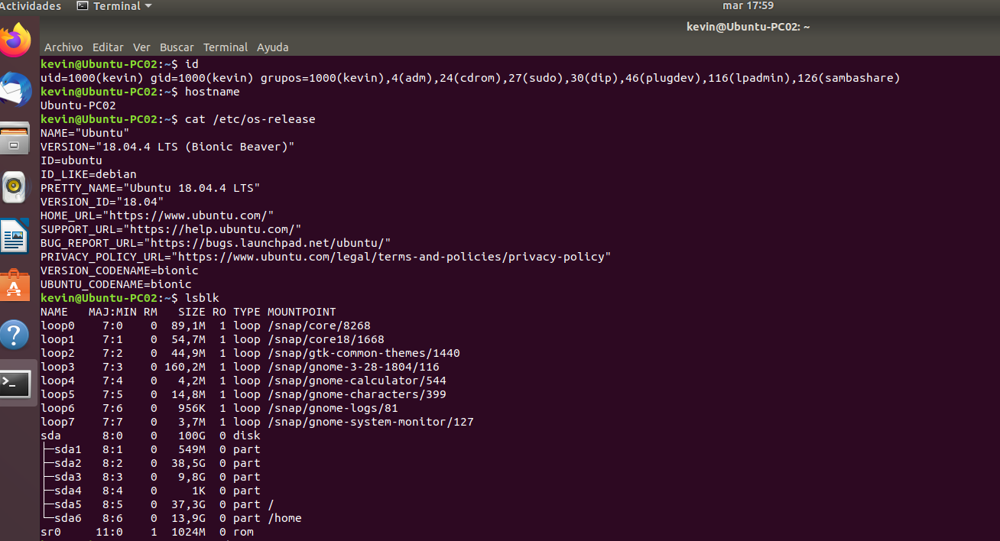 Actividades Terminal mar 17:59
kevin@Ubuntu-PC02: ~
Archivo Editar Ver Buscar Terminal Ayuda
kevin@Ubuntu-PC02:~$ id
uid=1000(kevin) gid=1000(kevin) grupos=1000(kevin),4(adm),24(cdrom),27(sudo),30(dip),46(plugdev),116(lpadmin),126(sambashare)
kevin@Ubuntu-PC02:~$ hostname
Ubuntu-PC02
kevin@Ubuntu-PC02:~$ cat /etc/os-release
NAME="Ubuntu"
VERSION="18.04.4 LTS (Bionic Beaver)"
ID=ubuntu
ID_LIKE=debian
PRETTY_NAME="Ubuntu 18.04.4 LTS"
VERSION_ID="18.04"
HOME_URL="https://www.ubuntu.com/"
SUPPORT_URL="https://help.ubuntu.com/"
BUG_REPORT_URL="https://bugs.launchpad.net/ubuntu/"
PRIVACY_POLICY_URL="https://www.ubuntu.com/legal/terms-and-policies/privacy-policy"
VERSION_CODENAME=bionic
UBUNTU_CODENAME=bionic
kevin@Ubuntu-PC02:~$ lsblk
NAME   MAJ:MIN RM   SIZE RO TYPE MOUNTPOINT
loop0    7:0    0  89,1M  1 loop /snap/core/8268
loop1    7:1    0  54,7M  1 loop /snap/core18/1668
loop2    7:2    0  44,9M  1 loop /snap/gtk-common-themes/1440
loop3    7:3    0 160,2M  1 loop /snap/gnome-3-28-1804/116
loop4    7:4    0   4,2M  1 loop /snap/gnome-calculator/544
loop5    7:5    0  14,8M  1 loop /snap/gnome-characters/399
loop6    7:6    0   956K  1 loop /snap/gnome-logs/81
loop7    7:7    0   3,7M  1 loop /snap/gnome-system-monitor/127
sda      8:0    0   100G  0 disk
├─sda1   8:1    0   549M  0 part
├─sda2   8:2    0  38,5G  0 part
├─sda3   8:3    0   9,8G  0 part
├─sda4   8:4    0     1K  0 part
├─sda5   8:5    0  37,3G  0 part /
└─sda6   8:6    0  13,9G  0 part /home
sr0     11:0    1  1024M  0 rom